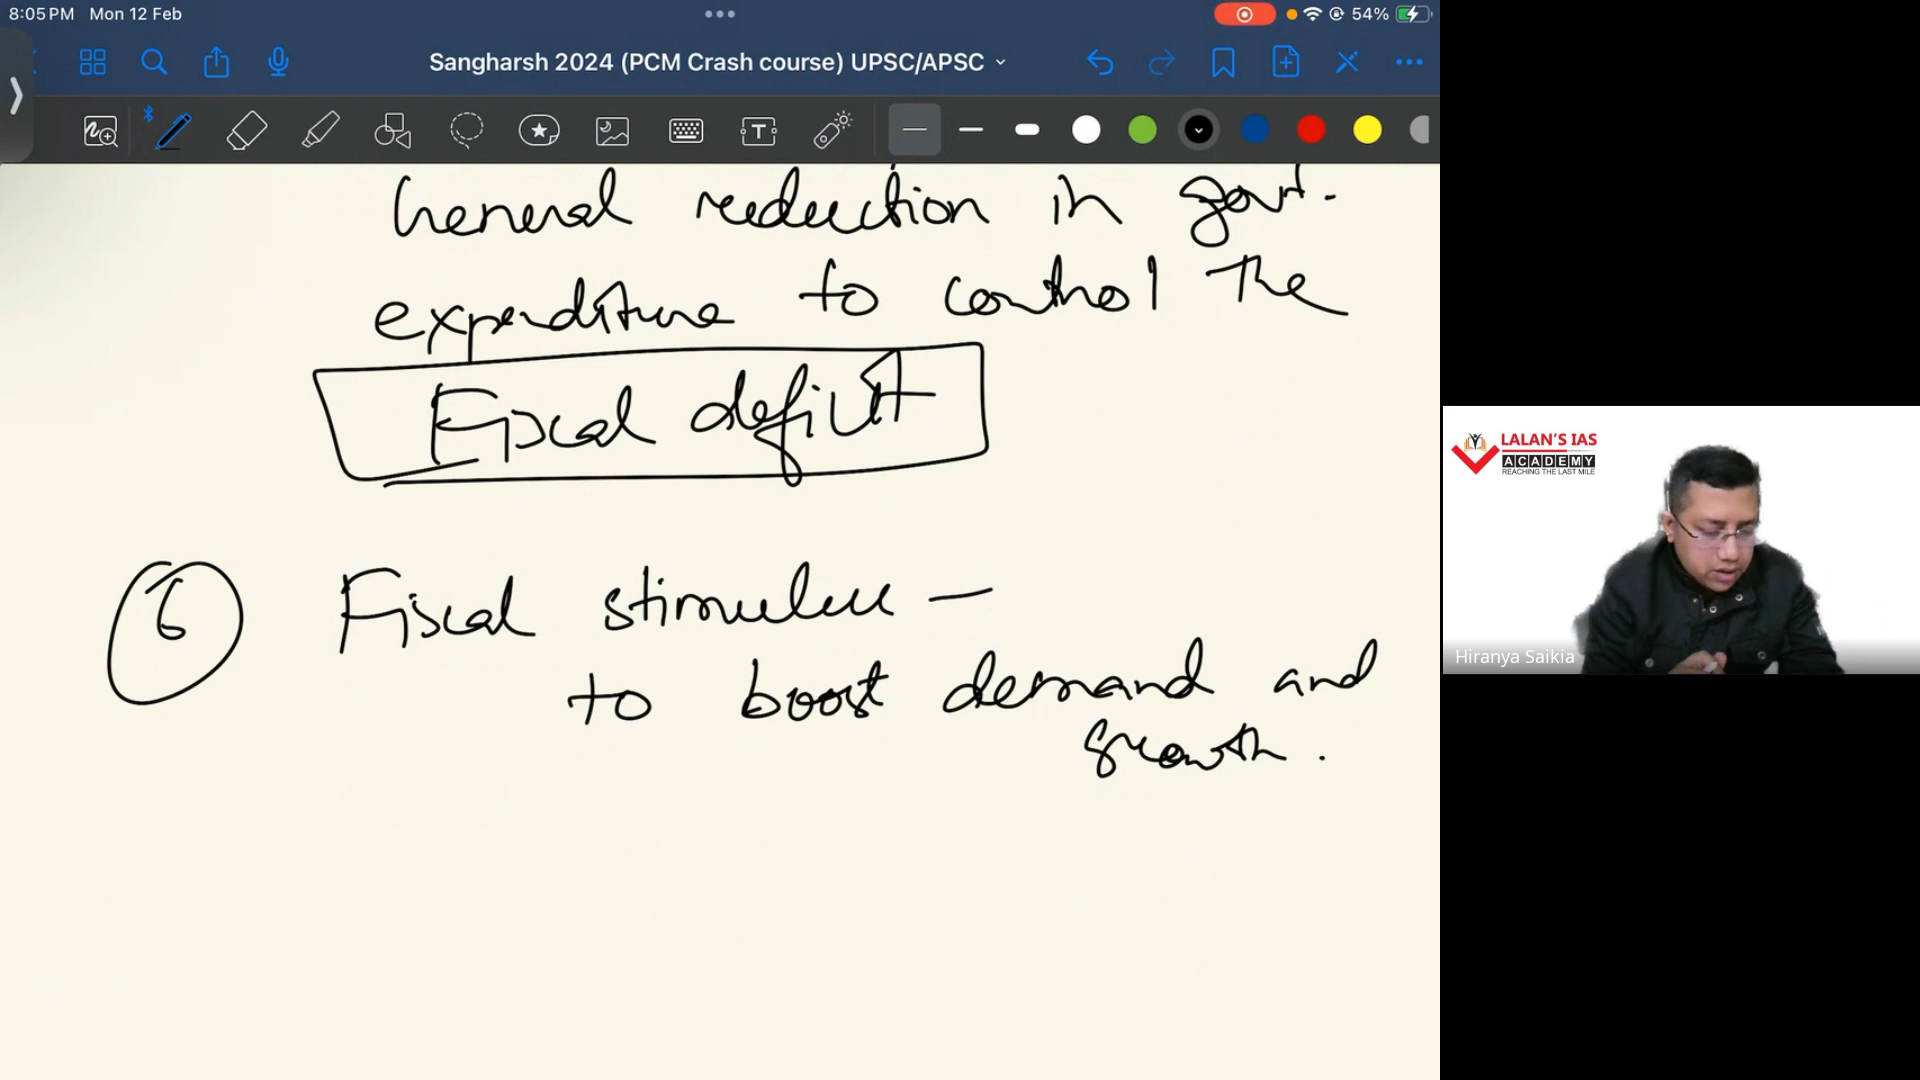 8:05 PM Mon 12 Feb
54%
Sangharsh 2024 (PCM Crash course) UPSC/APSC
General reduction in govt.
expenditure to control the
Fiscal deficit
6 Fiscal stimulus —
to boost demand and
growth.
LALAN'S IAS
ACADEMY
REACHING THE LAST MILE
Hiranya Saikia